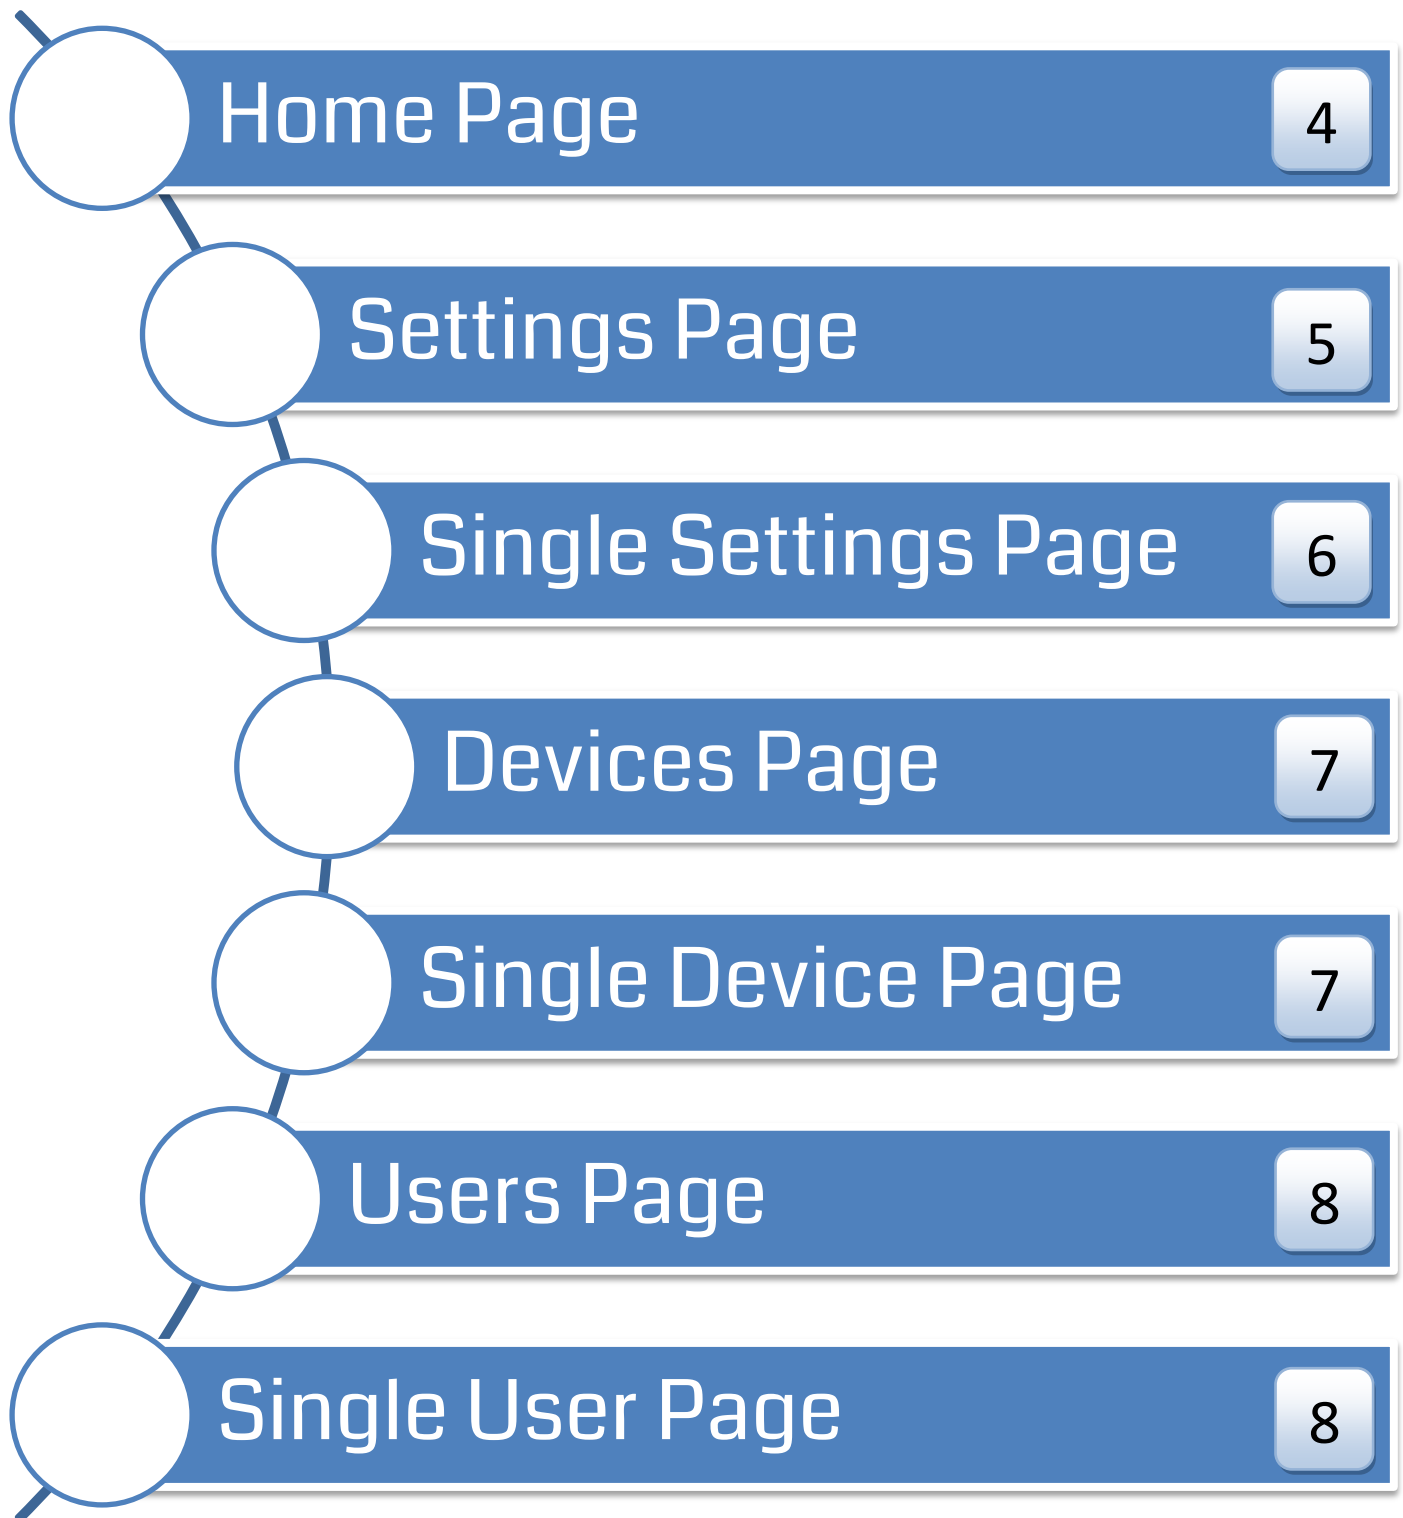 Home Page 4
Settings Page 5
Single Settings Page 6
Devices Page 7
Single Device Page 7
Users Page 8
Single User Page 8